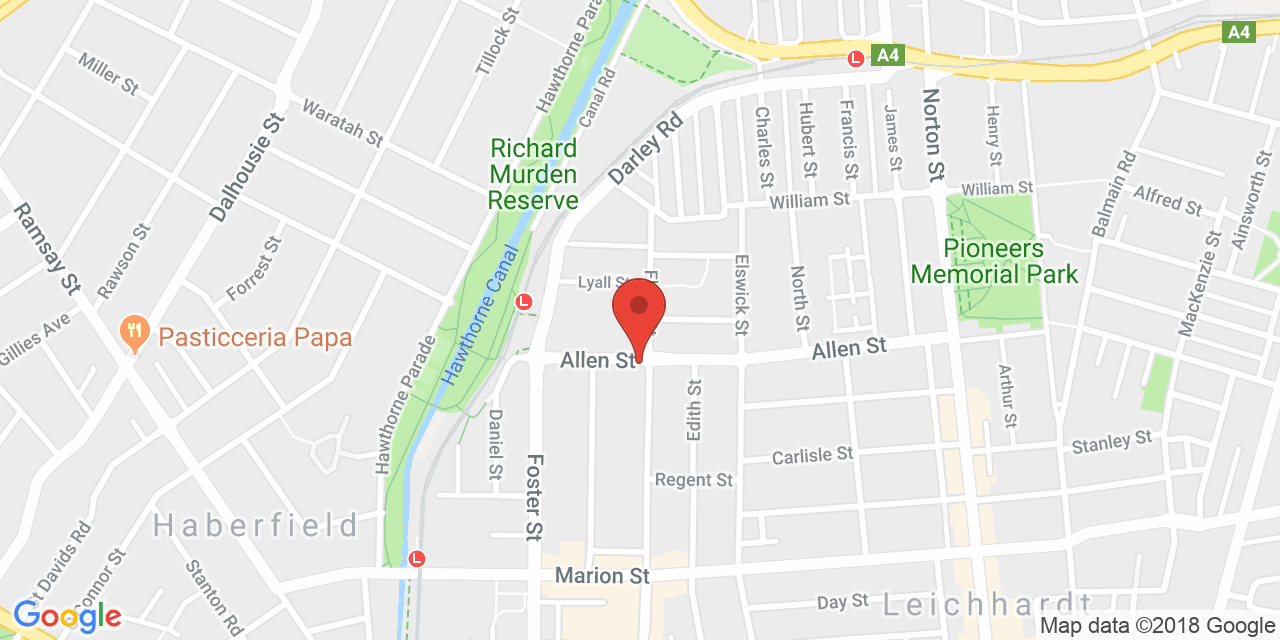 Tillock St
Hawthorne Parade
Miller St
Waratah St
Dalhousie St
Canal Rd
Richard
Murden
Reserve
Darley Rd
A4
A4
L
Charles St
Hubert St
Francis St
James St
Norton St
Henry St
William St
William St
Balmain Rd
Alfred St
Ainsworth St
MacKenzie St
Pioneers
Memorial Park
Ramsay St
Rawson St
Forrest St
Gillies Ave
Pasticceria Papa
Hawthorne Canal
L
Lyall St
Elswick St
North St
Allen St
Allen St
Hawthorne Parade
Daniel St
Foster St
Edith St
Regent St
Carlisle St
Arthur St
Stanley St
Haberfield
St Davids Rd
Connor St
Stanton Rd
L
Marion St
Day St
Leichhardt
Google
Map data ©2018 Google